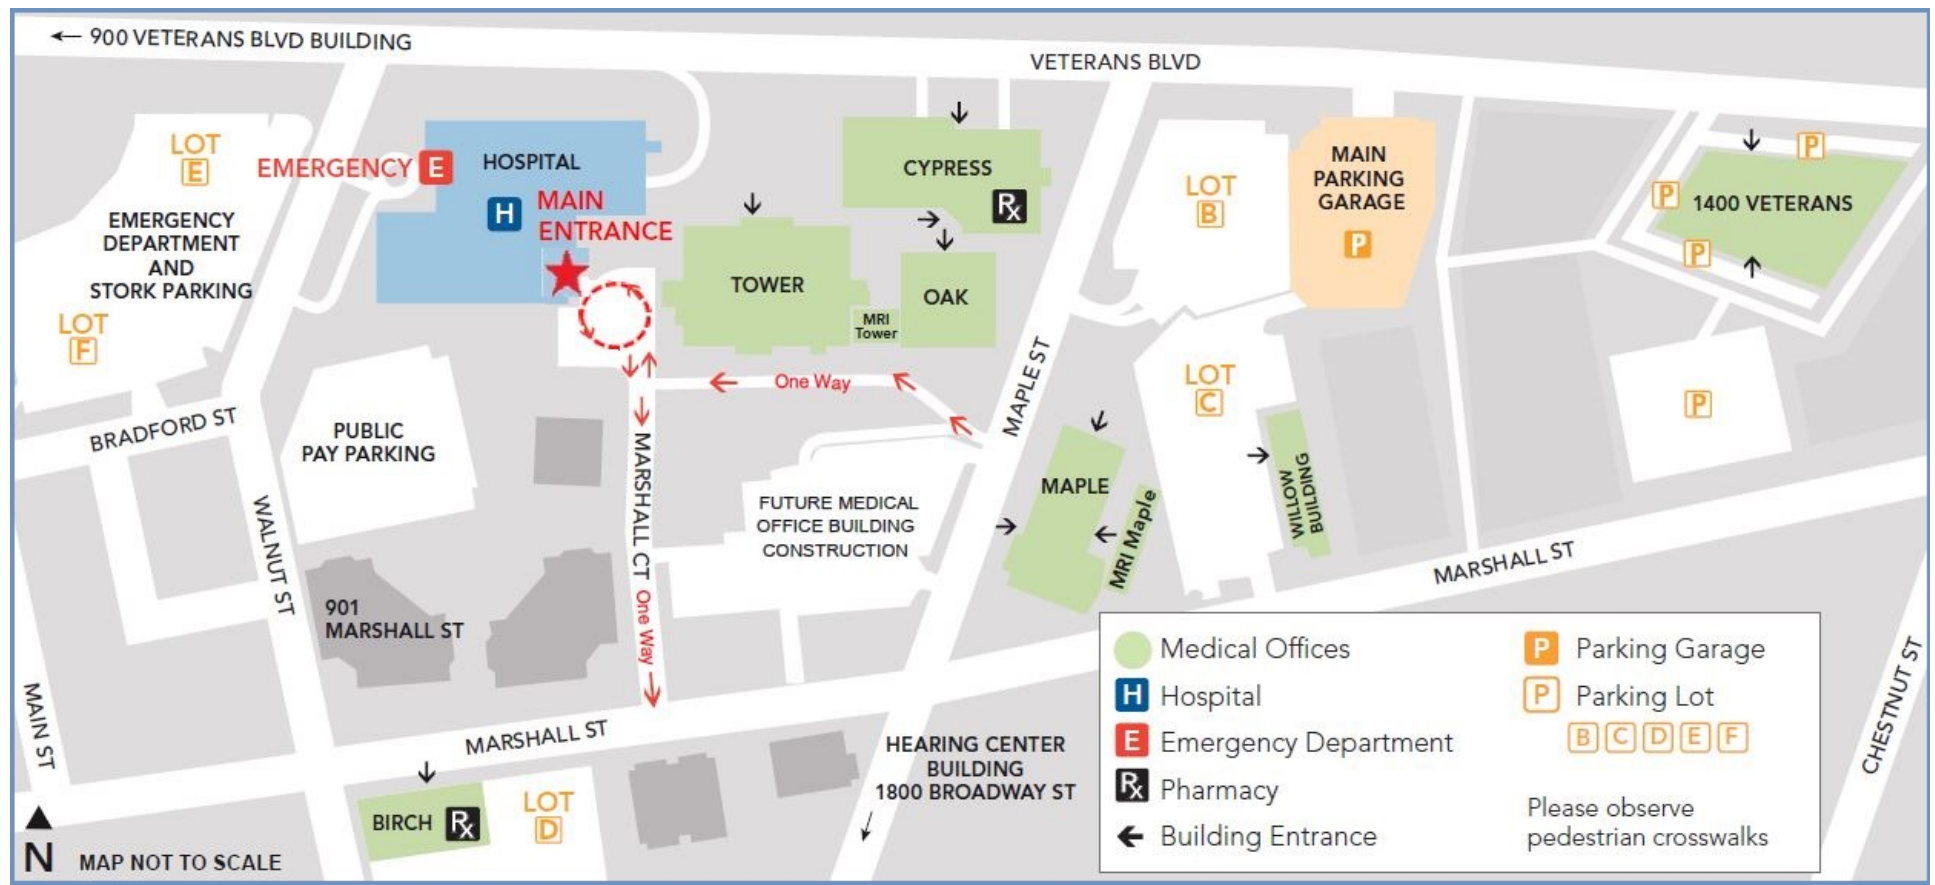 ← 900 VETERANS BLVD BUILDING
VETERANS BLVD
LOT
E
EMERGENCY E
HOSPITAL
H
MAIN
ENTRANCE
EMERGENCY
DEPARTMENT
AND
STORK PARKING
LOT
F
CYPRESS
Rx
TOWER
OAK
MRI
Tower
LOT
B
MAIN
PARKING
GARAGE
P
P
P
1400 VETERANS
P
One Way
MAPLE ST
LOT
C
P
BRADFORD ST
PUBLIC
PAY PARKING
MARSHALL CT
One Way
WALNUT ST
FUTURE MEDICAL
OFFICE BUILDING
CONSTRUCTION
MAPLE
MRI Maple
WILLOW
BUILDING
MARSHALL ST
901
MARSHALL ST
MAIN ST
MARSHALL ST
HEARING CENTER
BUILDING
1800 BROADWAY ST
CHESTNUT ST
BIRCH Rx
LOT
D
N
MAP NOT TO SCALE
Medical Offices
H Hospital
E Emergency Department
Rx Pharmacy
← Building Entrance
P Parking Garage
P Parking Lot
B C D E F
Please observe
pedestrian crosswalks